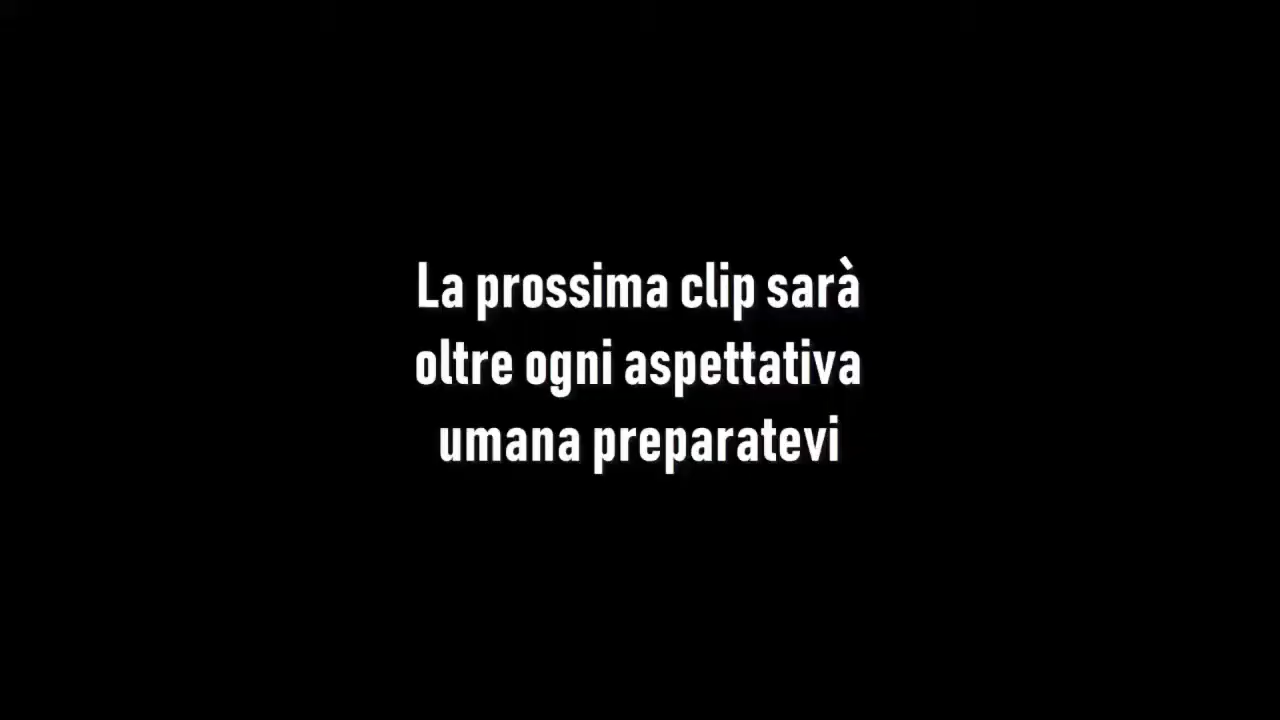 La prossima clip sarà
oltre ogni aspettativa
umana preparatevi